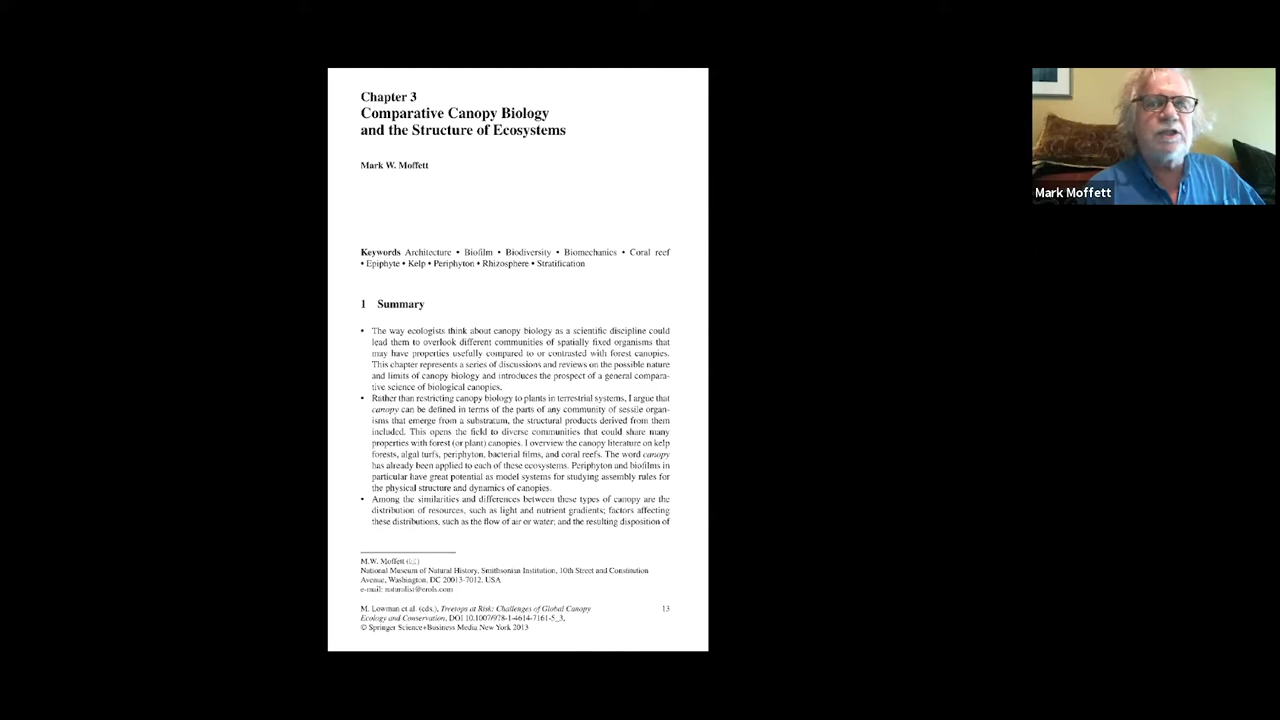 Chapter 3
Comparative Canopy Biology
and the Structure of Ecosystems
Mark W. Moffett
Keywords Architecture • Biofilm • Biodiversity • Biomechanics • Coral reef
• Epiphyte • Kelp • Periphyton • Rhizosphere • Stratification
1 Summary
• The way ecologists think about canopy biology as a scientific discipline could
lead them to overlook different communities of spatially fixed organisms that
may have properties usefully compared to or contrasted with forest canopies.
This chapter represents a series of discussions and reviews on the possible nature
and limits of canopy biology and introduces the prospect of a general compara-
tive science of biological canopies.
• Rather than restricting canopy biology to plants in terrestrial systems, I argue that
canopy can be defined in terms of the parts of any community of sessile organ-
isms that emerge from a substratum, the structural products derived from them
included. This opens the field to diverse communities that could share many
properties with forest (or plant) canopies. I overview the canopy literature on kelp
forests, algal turfs, periphyton, bacterial films, and coral reefs. The word canopy
has already been applied to each of these ecosystems. Periphyton and biofilms in
particular have great potential as model systems for studying assembly rules for
the physical structure and dynamics of canopies.
• Among the similarities and differences between these types of canopy are the
distribution of resources, such as light and nutrient gradients; factors affecting
these distributions, such as the flow of air or water; and the resulting disposition of
M.W. Moffett (✉)
National Museum of Natural History, Smithsonian Institution, 10th Street and Constitution
Avenue, Washington, DC 20013-7012, USA
e-mail: naturalist@erols.com
M. Lowman et al. (eds.), Treetops at Risk: Challenges of Global Canopy
Ecology and Conservation, DOI 10.1007/978-1-4614-7161-5_3,
© Springer Science+Business Media New York 2013
13
Mark Moffett